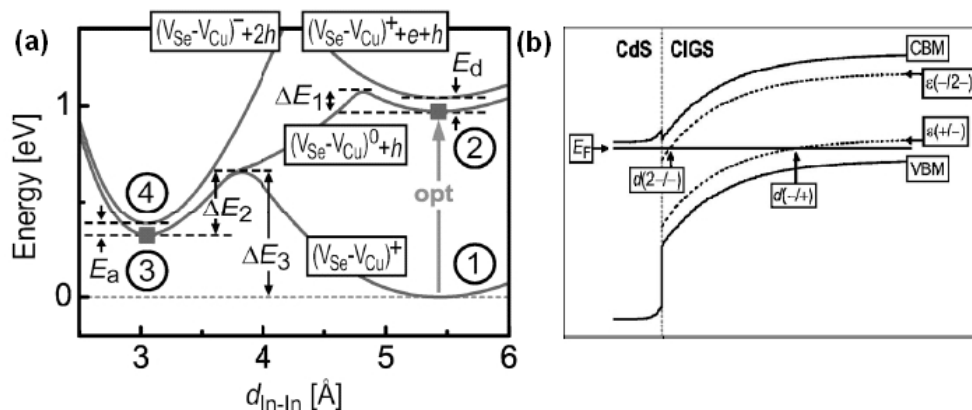 (a)
(V_Se-V_Cu)^-+2h
(V_Se-V_Cu)^++e+h
E_d
1
ΔE_1
2
(V_Se-V_Cu)^0+h
opt
4
ΔE_2
ΔE_3
3
E_a
(V_Se-V_Cu)^+
1
0
Energy [eV]
3
4
5
6
d_In-In [Å]
(b)
CdS
CIGS
CBM
ε(-/2-)
ε(+/-)
E_F
d(2-/-)
d(-/+)
VBM